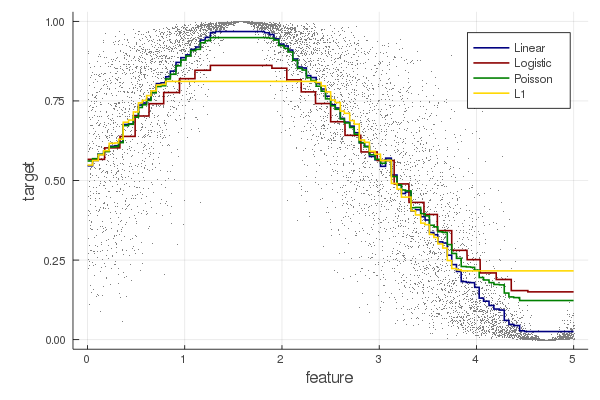 1.00
0.75
0.50
0.25
0.00
target
Linear
Logistic
Poisson
L1
0 1 2 3 4 5
feature